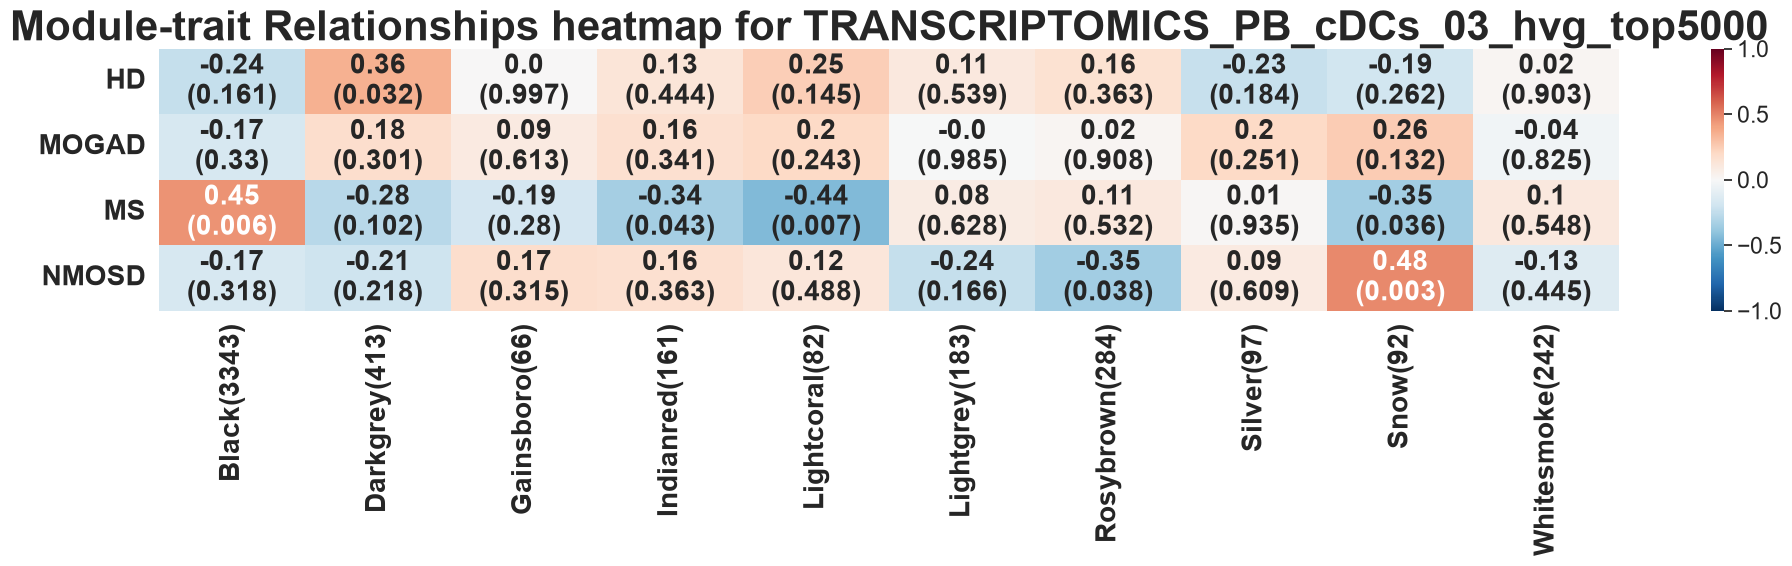 Module-trait Relationships heatmap for TRANSCRIPTOMICS_PB_cDCs_03_hvg_top5000
HD -0.24 0.36 0.0 0.13 0.25 0.11 0.16 -0.23 -0.19 0.02
(0.161) (0.032) (0.997) (0.444) (0.145) (0.539) (0.363) (0.184) (0.262) (0.903)
MOGAD -0.17 0.18 0.09 0.16 0.2 -0.0 0.02 0.2 0.26 -0.04
(0.33) (0.301) (0.613) (0.341) (0.243) (0.985) (0.908) (0.251) (0.132) (0.825)
MS 0.45 -0.28 -0.19 -0.34 -0.44 0.08 0.11 0.01 -0.35 0.1
(0.006) (0.102) (0.28) (0.043) (0.007) (0.628) (0.532) (0.935) (0.036) (0.548)
NMOSD -0.17 -0.21 0.17 0.16 0.12 -0.24 -0.35 0.09 0.48 -0.13
(0.318) (0.218) (0.315) (0.363) (0.488) (0.166) (0.038) (0.609) (0.003) (0.445)
Black(3343)
Darkgrey(413)
Gainsboro(66)
Indianred(161)
Lightcoral(82)
Lightgrey(183)
Rosybrown(284)
Silver(97)
Snow(92)
Whitesmoke(242)
1.0
0.5
0.0
−0.5
−1.0